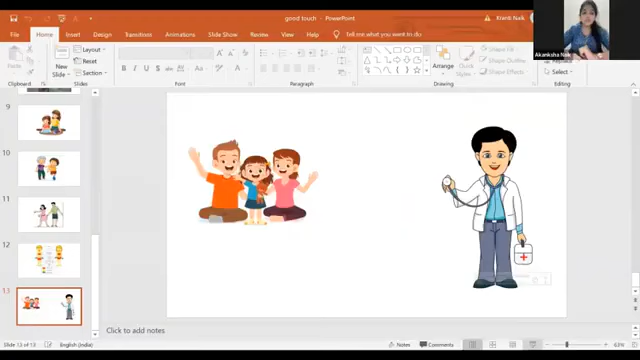 good touch - PowerPoint
Kranti Naik
File Home Insert Design Transitions Animations Slide Show Review View Help Tell me what you want to do
Paste
New
Slide
Layout
Reset
Section
Arrange
Quick
Styles
Shape Fill
Shape Outline
Shape Effects
Replace
Select
Slides
Font
Paragraph
Drawing
Akanksha Naik
9
10
11
12
13
Click to add notes
Slide 13 of 13 English (India) Notes Comments 63%